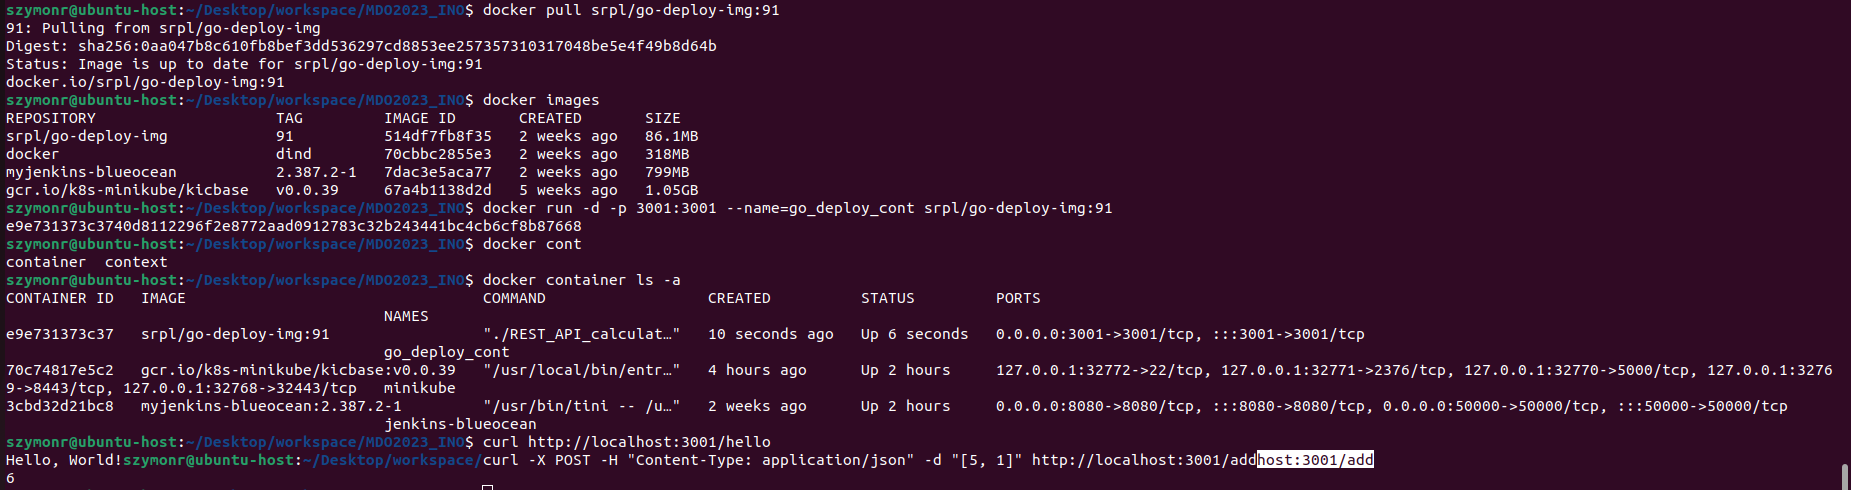 szymonr@ubuntu-host:~/Desktop/workspace/MDO2023_INO$ docker pull srpl/go-deploy-img:91
91: Pulling from srpl/go-deploy-img
Digest: sha256:0aa047b8c610fb8bef3dd536297cd8853ee257357310317048be5e4f49b8d64b
Status: Image is up to date for srpl/go-deploy-img:91
docker.io/srpl/go-deploy-img:91
szymonr@ubuntu-host:~/Desktop/workspace/MDO2023_INO$ docker images
REPOSITORY                    TAG         IMAGE ID       CREATED       SIZE
srpl/go-deploy-img            91          514df7fb8f35   2 weeks ago   86.1MB
docker                        dind        70cbbc2855e3   2 weeks ago   318MB
myjenkins-blueocean           2.387.2-1   7dac3e5aca77   2 weeks ago   799MB
gcr.io/k8s-minikube/kicbase   v0.0.39     67a4b1138d2d   5 weeks ago   1.05GB
szymonr@ubuntu-host:~/Desktop/workspace/MDO2023_INO$ docker run -d -p 3001:3001 --name=go_deploy_cont srpl/go-deploy-img:91
e9e731373c3740d8112296f2e8772aad0912783c32b243441bc4cb6cf8b87668
szymonr@ubuntu-host:~/Desktop/workspace/MDO2023_INO$ docker cont
container  context
szymonr@ubuntu-host:~/Desktop/workspace/MDO2023_INO$ docker container ls -a
CONTAINER ID   IMAGE                                 COMMAND                  CREATED          STATUS         PORTS
NAMES
e9e731373c37   srpl/go-deploy-img:91                 "./REST_API_calculat…"   10 seconds ago   Up 6 seconds   0.0.0.0:3001->3001/tcp, :::3001->3001/tcp
go_deploy_cont
70c74817e5c2   gcr.io/k8s-minikube/kicbase:v0.0.39   "/usr/local/bin/entr…"   4 hours ago      Up 2 hours     127.0.0.1:32772->22/tcp, 127.0.0.1:32771->2376/tcp, 127.0.0.1:32770->5000/tcp, 127.0.0.1:3276
9->8443/tcp, 127.0.0.1:32768->32443/tcp   minikube
3cbd32d21bc8   myjenkins-blueocean:2.387.2-1         "/usr/bin/tini -- /u…"   2 weeks ago      Up 2 hours     0.0.0.0:8080->8080/tcp, :::8080->8080/tcp, 0.0.0.0:50000->50000/tcp, :::50000->50000/tcp
jenkins-blueocean
szymonr@ubuntu-host:~/Desktop/workspace/MDO2023_INO$ curl http://localhost:3001/hello
Hello, World!szymonr@ubuntu-host:~/Desktop/workspace/curl -X POST -H "Content-Type: application/json" -d "[5, 1]" http://localhost:3001/addhost:3001/add
6